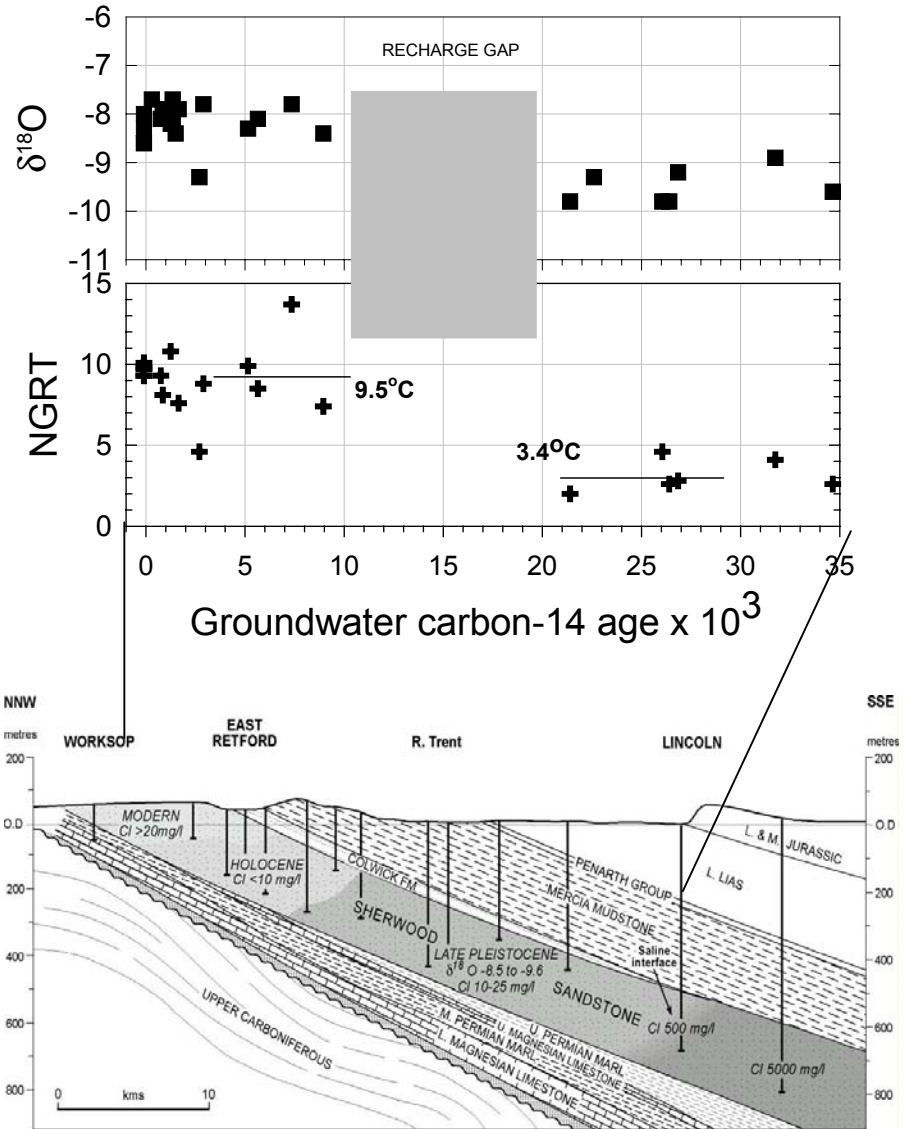 -6
-7
-8
-9
-10
-11
δ18O
RECHARGE GAP
15
10
5
0
NGRT
9.5°C
3.4°C
0 5 10 15 20 25 30 35
Groundwater carbon-14 age x 10³
NNW
SSE
metres
WORKSOP
EAST
RETFORD
R. Trent
LINCOLN
metres
200
200
O.D
0.D
MODERN
Cl >20mg/l
HOLOCENE
Cl <10 mg/l
COLWICK FM
PENARTH GROUP
MERCIA MUDSTONE
L. & M. JURASSIC
L. LIAS
200
200
SHERWOOD
SANDSTONE
LATE PLEISTOCENE
δ18 O -8.5 to -9.6
Cl 10-25 mg/l
Saline
interface
Cl 500 mg/l
Cl 5000 mg/l
400
400
UPPER CARBONIFEROUS
U. PERMIAN MARL
U. MAGNESIAN LIMESTONE
M. PERMIAN MARL
L. MAGNESIAN LIMESTONE
600
600
800
800
0 kms 10